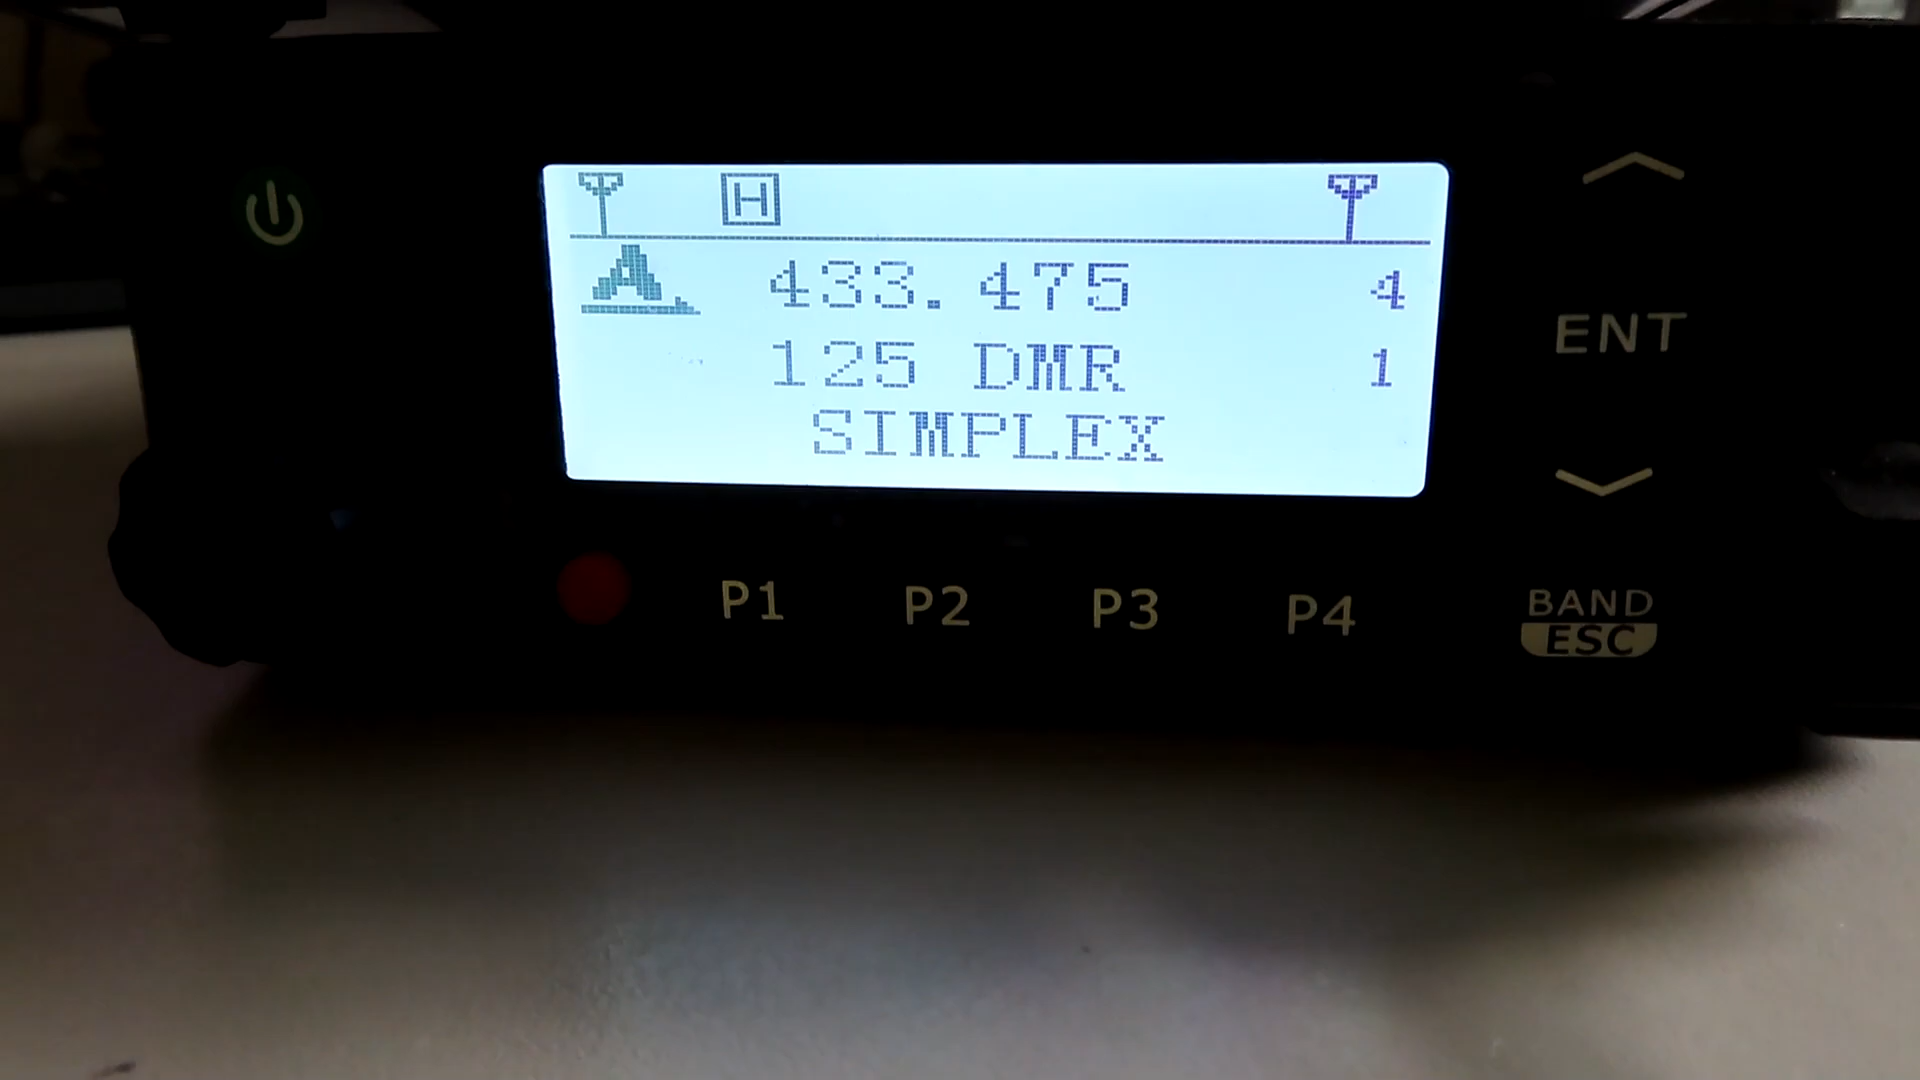 H
A 433.475 4
125 DMR 1
SIMPLEX
ENT
P1 P2 P3 P4
BAND
ESC